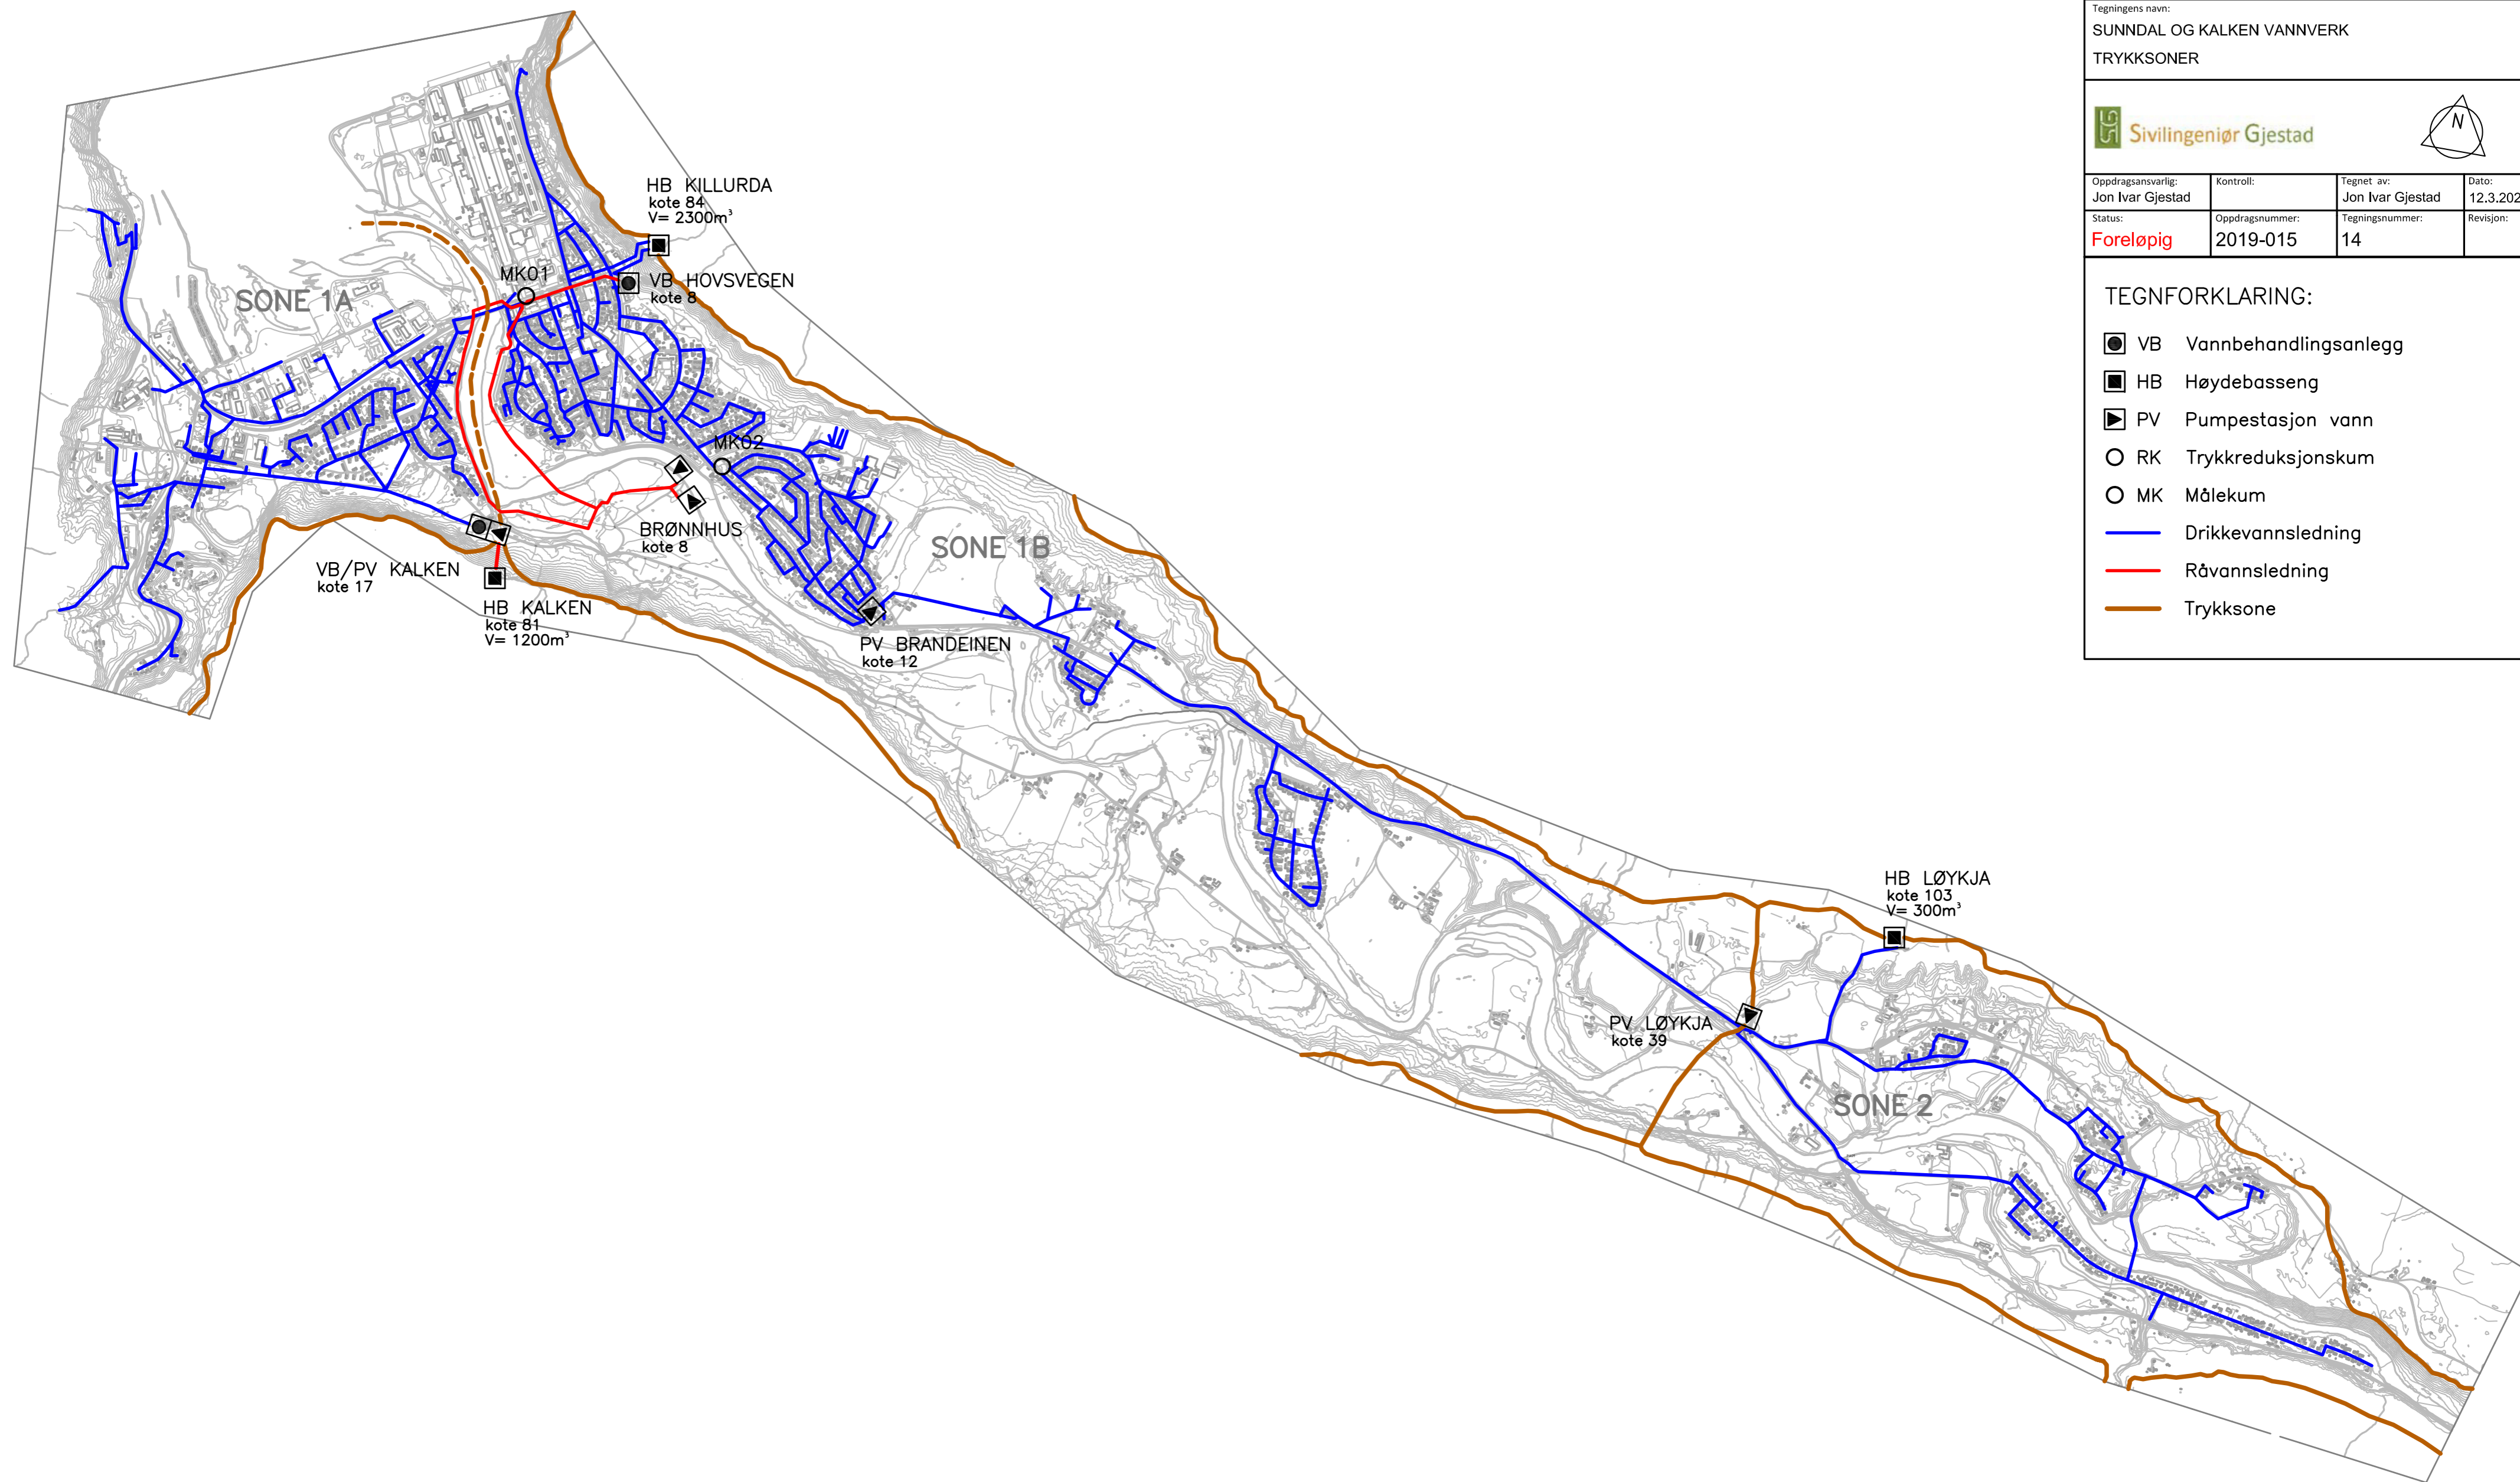 Tegningens navn:
SUNNDAL OG KALKEN VANNVERK
TRYKKSONER
Sivilingeniør Gjestad
N
Oppdragsansvarlig:
Jon Ivar Gjestad
Kontroll:
Tegnet av:
Jon Ivar Gjestad
Dato:
12.3.202
Status:
Foreløpig
Oppdragsnummer:
2019-015
Tegningsnummer:
14
Revisjon:
TEGNFORKLARING:
VB Vannbehandlingsanlegg
HB Høydebasseng
PV Pumpestasjon vann
RK Trykkreduksjonskum
MK Målekum
Drikkevannsledning
Råvannsledning
Trykksone
HB KILLURDA
kote 84
V= 2300m³
MK01
VB HOVSVEGEN
kote 8
SONE 1A
MK02
BRØNNHUS
kote 8
SONE 1B
VB/PV KALKEN
kote 17
HB KALKEN
kote 81
V= 1200m³
PV BRANDEINEN
kote 12
HB LØYKJA
kote 103
V= 300m³
PV LØYKJA
kote 39
SONE 2